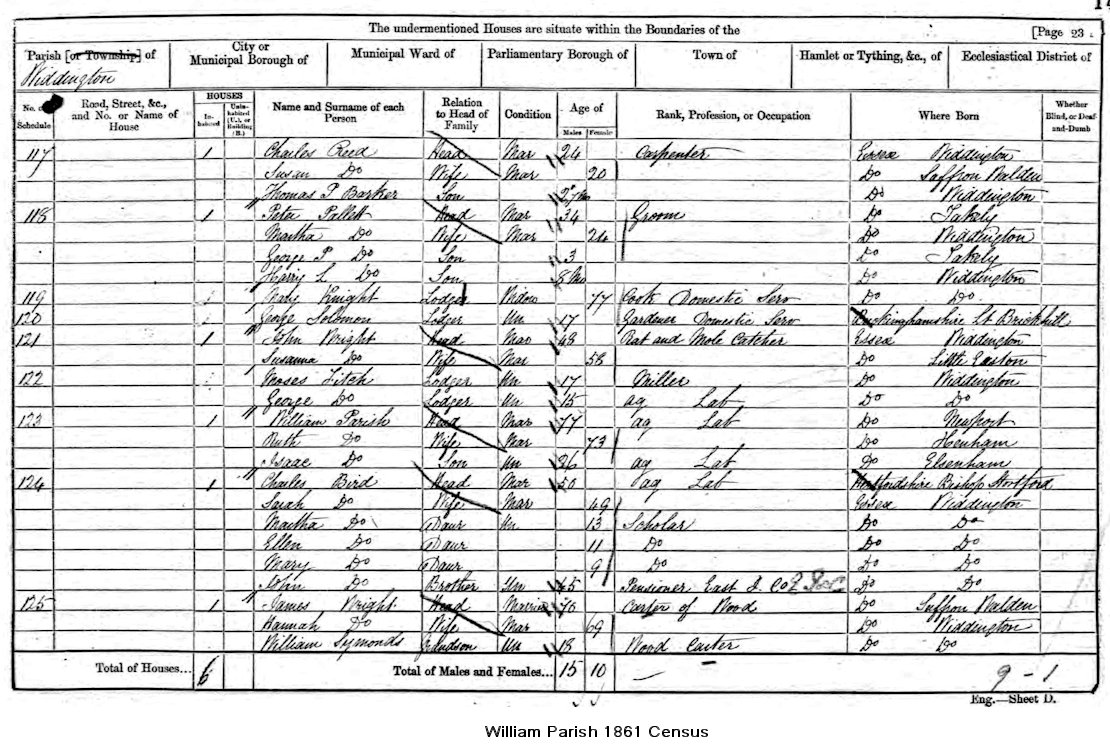 The undermentioned Houses are situate within the Boundaries of the [Page 23
Parish [or Township] of Widdington
City or Municipal Borough of
Municipal Ward of
Parliamentary Borough of
Town of
Hamlet or Tything, &c., of
Ecclesiastical District of
No. of Schedule
Road, Street, &c., and No. or Name of House
HOUSES
Inhabited
Uninhabited (U.), or Building (B.)
Name and Surname of each Person
Relation to Head of Family
Condition
Age of
Males Females
Rank, Profession, or Occupation
Where Born
Whether Blind, or Deaf-and-Dumb
117 1 Charles Reed Head Mar 24 Carpenter Essex Widdington
Susan Do Wife Mar 20 Do Saffron Walden
Thomas P Barker Son Do Widdington
118 1 Peter Pallett Head Mar 34 Groom Do Takely
Martha Do Wife Mar 24 Do Widdington
George P Do Son 3 Do Takely
Harry L Do Son 8 Mo Do Widdington
119 Mary Knight Lodger Widow 77 Cook Domestic Serv Do Do
120 George Solomon Lodger Un 17 Gardener Domestic Serv Buckinghamshire Lt Brickhill
121 1 John Wright Head Mar 48 Rat and Mole Catcher Essex Widdington
Susanna Do Wife Mar 58 Do Little Easton
122 Moses Fitch Lodger Un 17 Miller Do Widdington
George Do Lodger Un 15 ag Lab Do Do
123 1 William Parish Head Mar 77 ag Lab Do Newport
Ruth Do Wife Mar 73 Do Henham
Isaac Do Son Un 36 ag Lab Do Elsenham
124 1 Charles Bird Head Mar 50 ag Lab Hertfordshire Bishop Stortford
Sarah Do Wife Mar 49 Essex Widdington
Martha Do Daur Un 13 Scholar Do Do
Ellen Do Daur 11 Do Do Do
Mary Do Daur 9 Do Do Do
John Do Brother Un 45 Pensioner East I. Co Do Do
125 1 James Wright Head Married 70 Carter of Wood Do Saffron Walden
Hannah Do Wife Mar 69 Do Widdington
William Symonds Grandson Un 18 Wood Carter Do Do
Total of Houses... 6 Total of Males and Females... 15 10 9 - 1
Eng.—Sheet D.
William Parish 1861 Census